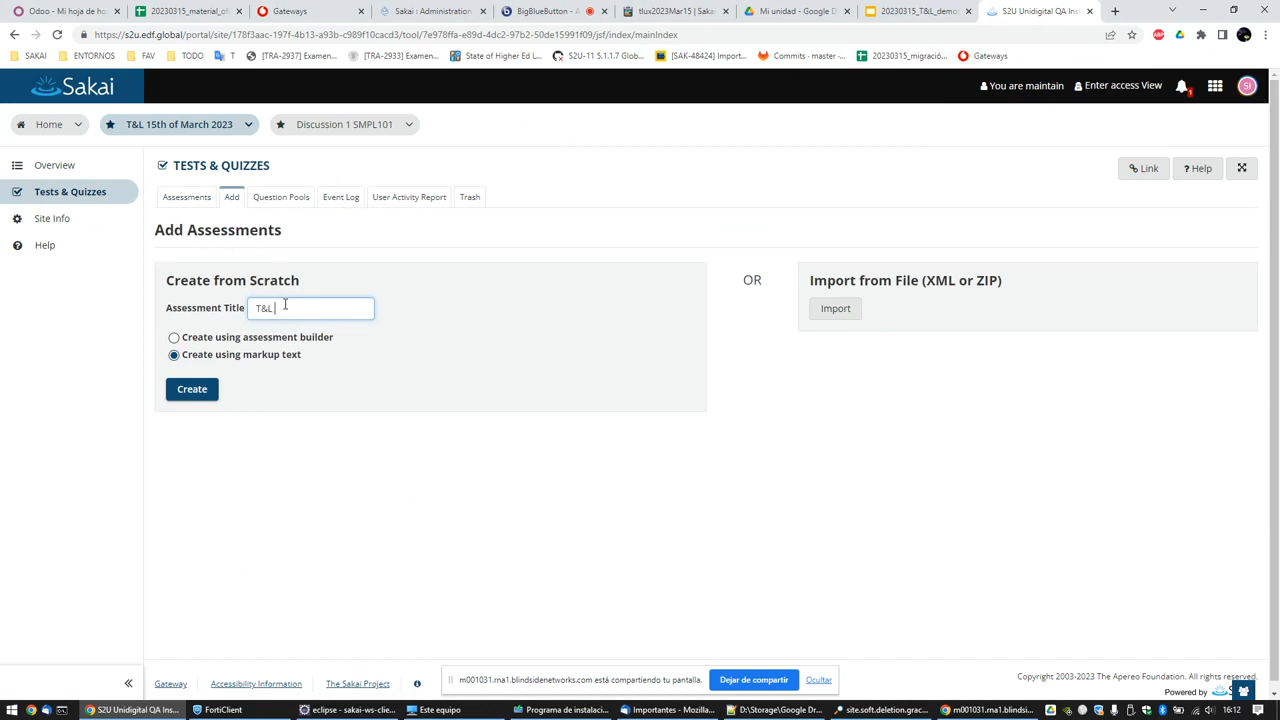 Odoo - Mi hoja de ho
20230315_material_of
Gateways
Sakai : Administration
BigBlueButton - A
tlux2023Mar15 | Saka
Mi unidad - Google D
20230315_T&L_demo
S2U Unidigital QA Ins
https://s2u.edf.global/portal/site/178f3aac-197f-4b13-a93b-c989f10cacd3/tool/7e978aff-e89d-4dc2-97b2-50de15991f09/jsf/index/mainIndex
SAKAI
ENTORNOS
FAV
TODO
T
[TRA-2937] Examen...
[TRA-2933] Examen...
State of Higher Ed L...
S2U-11 5.1.1.7 Glob...
[SAK-48424] Import...
Commits · master ·...
20230315_migració...
Gateways
Sakai
You are maintain
Enter access View
1
SI
Home
T&L 15th of March 2023
Discussion 1 SMPL101
Overview
Tests & Quizzes
Site Info
Help
TESTS & QUIZZES
Link
? Help
Assessments
Add
Question Pools
Event Log
User Activity Report
Trash
Add Assessments
Create from Scratch
Assessment Title
T&L
Create using assessment builder
Create using markup text
Create
OR
Import from File (XML or ZIP)
Import
Gateway
Accessibility Information
The Sakai Project
m001031.rna1.blindsidenetworks.com está compartiendo tu pantalla.
Dejar de compartir
Ocultar
Copyright 2003-2023 The Apereo Foundation. All rights reserved.
Powered by
S2U Unidigital QA Ins...
FortiClient
eclipse - sakai-ws-clie...
Este equipo
Programa de instalac...
Importantes - Mozilla...
D:\Storage\Google Dr...
site.soft.deletion.grac...
m001031.rna1.blindsi...
16:12